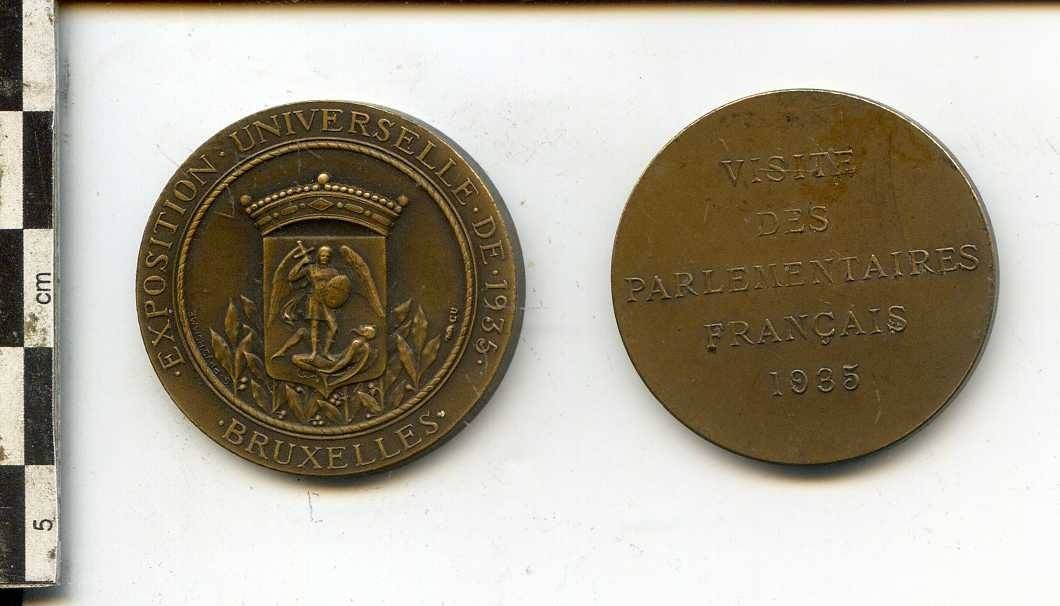 cm
5
·EXPOSITION·UNIVERSELLE·DE·1935·
·BRUXELLES·
VISITE
DES
PARLEMENTAIRES
FRANÇAIS
1935